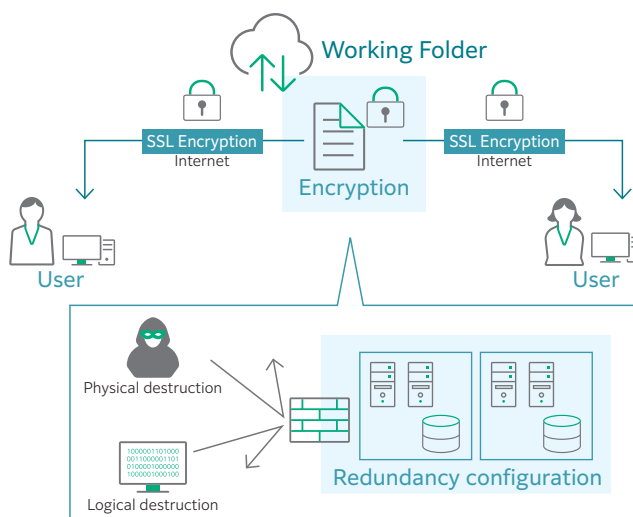 Working Folder
SSL Encryption
Internet
SSL Encryption
Internet
Encryption
User
User
Physical destruction
1000001101000
0011000001101
0100001000000
1000001000100
Logical destruction
Redundancy configuration